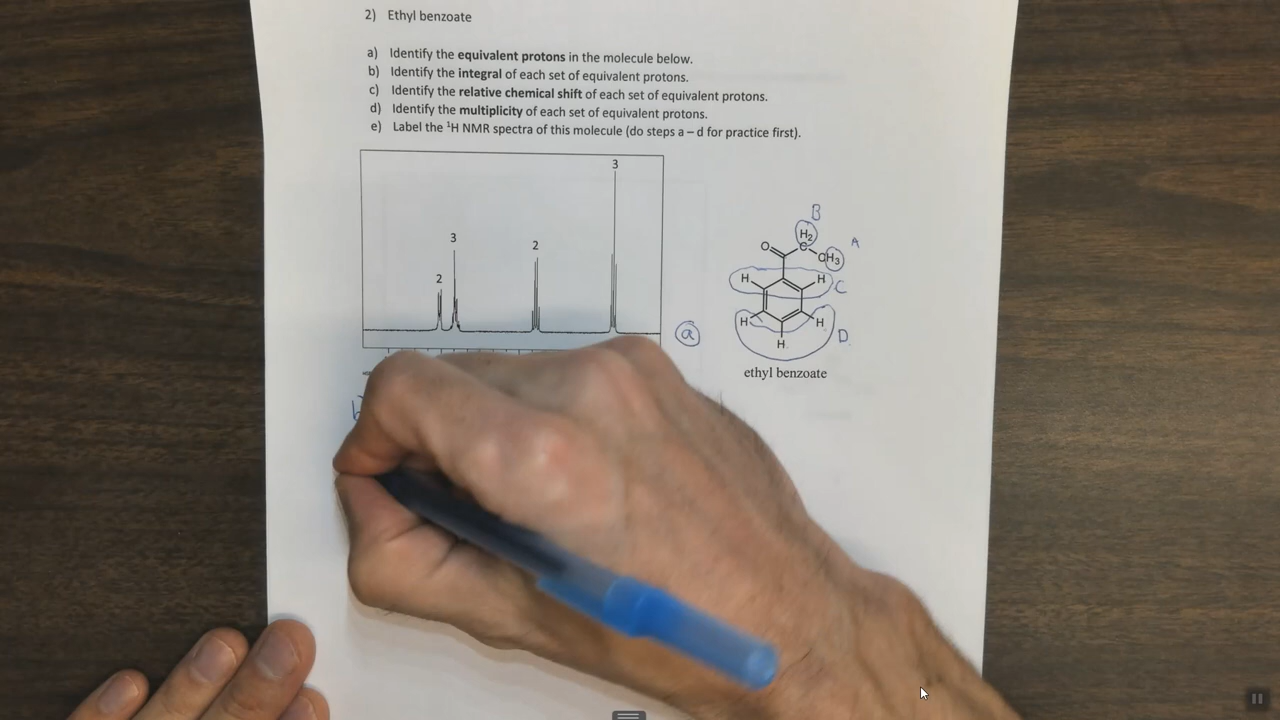 2) Ethyl benzoate
a) Identify the equivalent protons in the molecule below.
b) Identify the integral of each set of equivalent protons.
c) Identify the relative chemical shift of each set of equivalent protons.
d) Identify the multiplicity of each set of equivalent protons.
e) Label the ¹H NMR spectra of this molecule (do steps a – d for practice first).
3
3
2
2
B
H₂
A
O
C
CH₃
H
H
C
H
H
D
H
a
ethyl benzoate